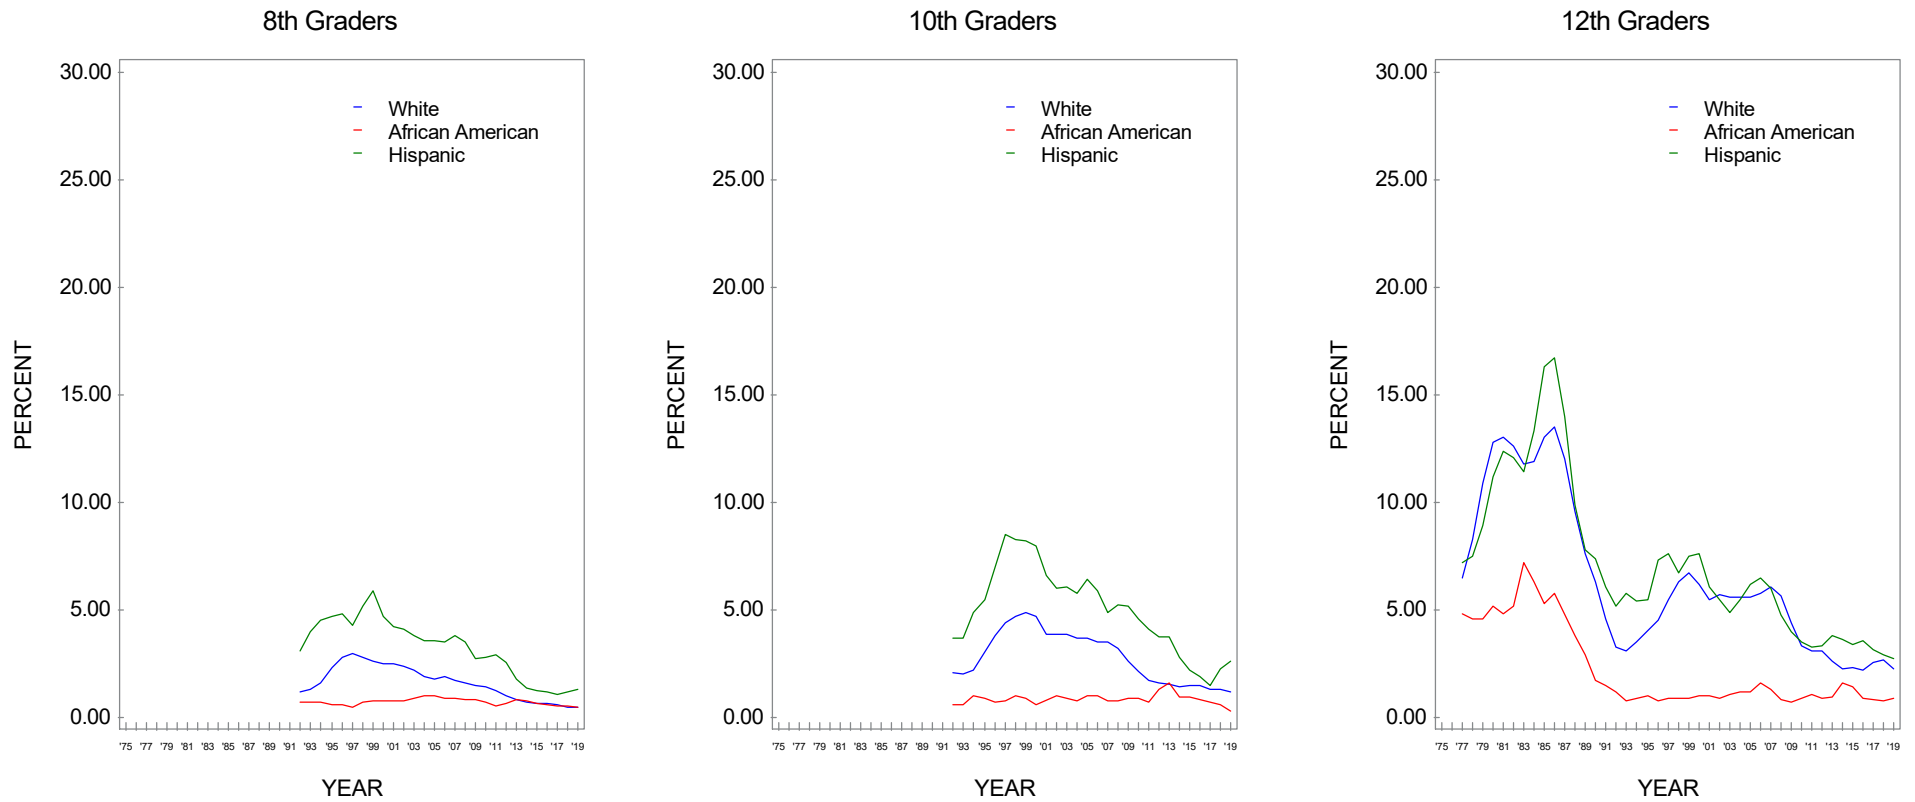 8th Graders
30.00
25.00
20.00
15.00
10.00
5.00
0.00
PERCENT
White
African American
Hispanic
'75 '77 '79 '81 '83 '85 '87 '89 '91 '93 '95 '97 '99 '01 '03 '05 '07 '09 '11 '13 '15 '17 '19
YEAR
10th Graders
30.00
25.00
20.00
15.00
10.00
5.00
0.00
PERCENT
White
African American
Hispanic
'75 '77 '79 '81 '83 '85 '87 '89 '91 '93 '95 '97 '99 '01 '03 '05 '07 '09 '11 '13 '15 '17 '19
YEAR
12th Graders
30.00
25.00
20.00
15.00
10.00
5.00
0.00
PERCENT
White
African American
Hispanic
'75 '77 '79 '81 '83 '85 '87 '89 '91 '93 '95 '97 '99 '01 '03 '05 '07 '09 '11 '13 '15 '17 '19
YEAR